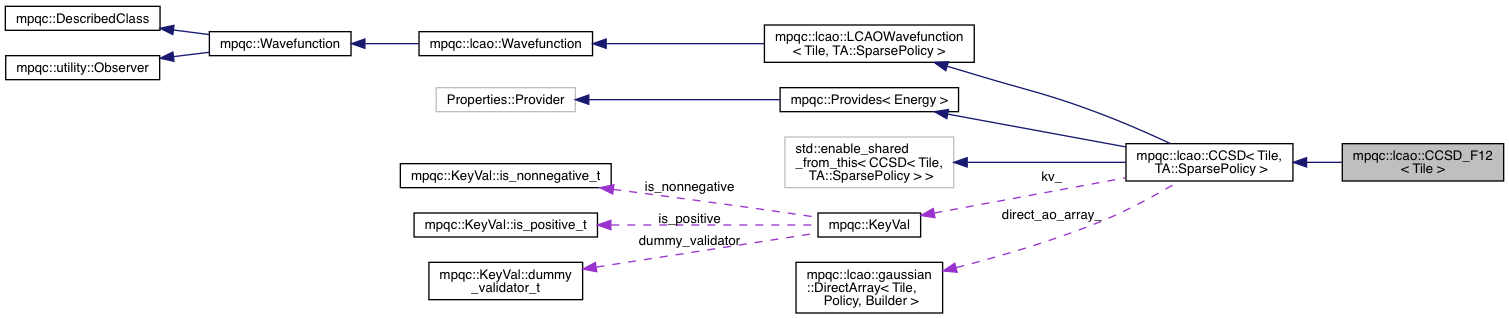 mpqc::DescribedClass
mpqc::utility::Observer
mpqc::Wavefunction
mpqc::lcao::Wavefunction
mpqc::lcao::LCAOWavefunction
< Tile, TA::SparsePolicy >
Properties::Provider
mpqc::Provides< Energy >
std::enable_shared
_from_this< CCSD< Tile,
TA::SparsePolicy > >
mpqc::lcao::CCSD< Tile,
TA::SparsePolicy >
mpqc::lcao::CCSD_F12
< Tile >
mpqc::KeyVal::is_nonnegative_t
is_nonnegative
kv_
mpqc::KeyVal::is_positive_t
is_positive
mpqc::KeyVal
direct_ao_array_
dummy_validator
mpqc::KeyVal::dummy
_validator_t
mpqc::lcao::gaussian
::DirectArray< Tile,
Policy, Builder >